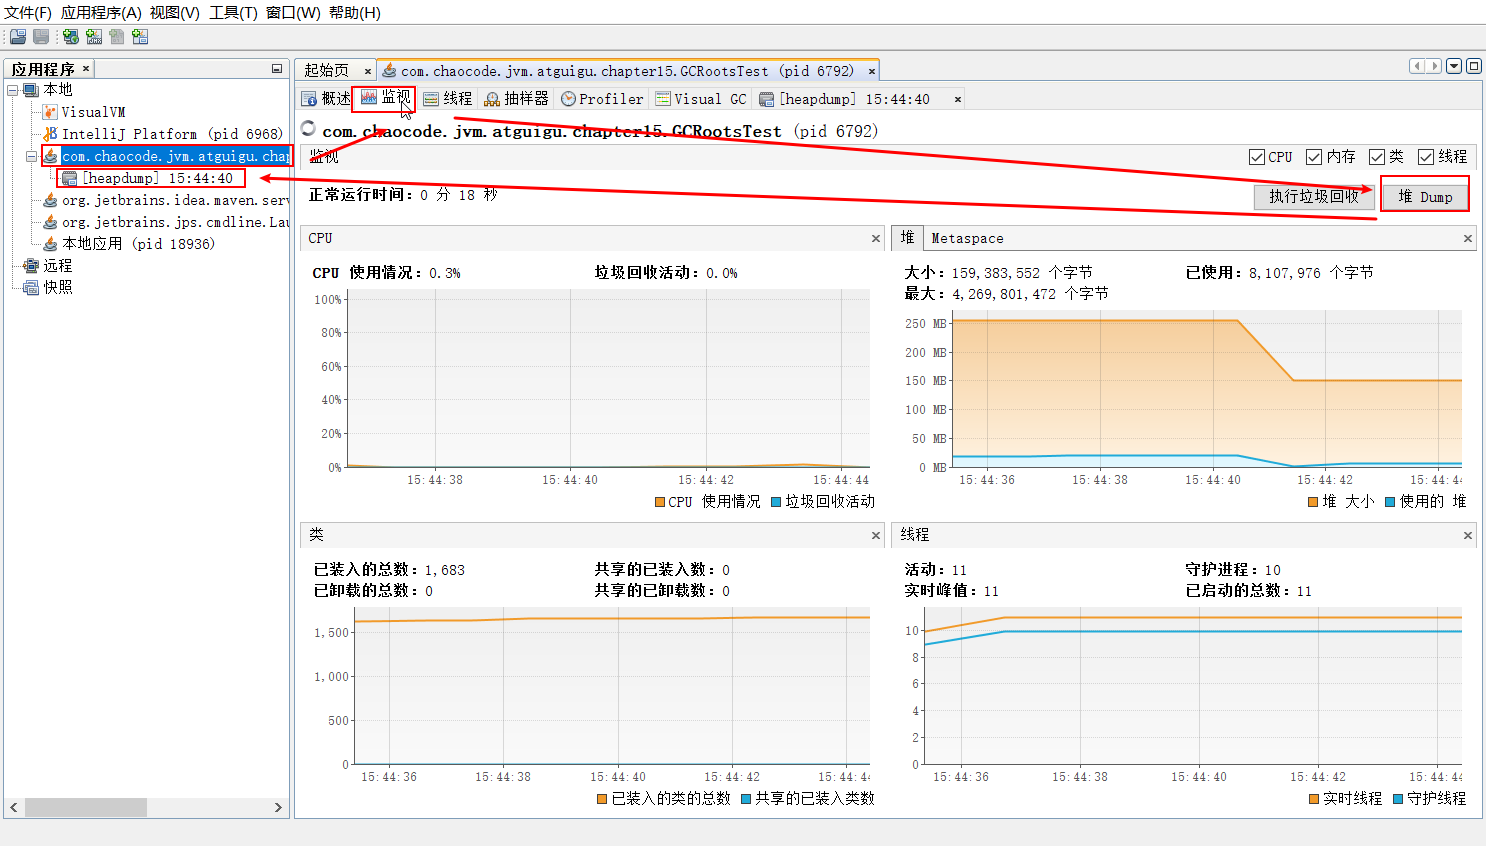 文件(F) 应用程序(A) 视图(V) 工具(T) 窗口(W) 帮助(H)
应用程序 ×
本地
VisualVM
IntelliJ Platform (pid 6968)
com.chaocode.jvm.atguigu.chap
[heapdump] 15:44:40
org.jetbrains.idea.maven.serv
org.jetbrains.jps.cmdline.Lau
本地应用 (pid 18936)
远程
快照
起始页 × com.chaocode.jvm.atguigu.chapter15.GCRootsTest (pid 6792) ×
概述 监视 线程 抽样器 Profiler Visual GC [heapdump] 15:44:40 ×
com.chaocode.jvm.atguigu.chapter15.GCRootsTest (pid 6792)
监视 CPU 内存 类 线程
正常运行时间: 0 分 18 秒 执行垃圾回收 堆 Dump
CPU ×
CPU 使用情况: 0.3% 垃圾回收活动: 0.0%
100%
80%
60%
40%
20%
0%
15:44:38 15:44:40 15:44:42 15:44:44
CPU 使用情况 垃圾回收活动
堆 Metaspace ×
大小: 159,383,552 个字节 已使用: 8,107,976 个字节
最大: 4,269,801,472 个字节
250 MB
200 MB
150 MB
100 MB
50 MB
0 MB
15:44:36 15:44:38 15:44:40 15:44:42 15:44:4
堆 大小 使用的 堆
类 ×
已装入的总数: 1,683 共享的已装入数: 0
已卸载的总数: 0 共享的已卸载数: 0
1,500
1,000
500
0
15:44:36 15:44:38 15:44:40 15:44:42 15:44:4
已装入的类的总数 共享的已装入类数
线程 ×
活动: 11 守护进程: 10
实时峰值: 11 已启动的总数: 11
10
8
6
4
2
0
15:44:36 15:44:38 15:44:40 15:44:42 15:44:4
实时线程 守护线程